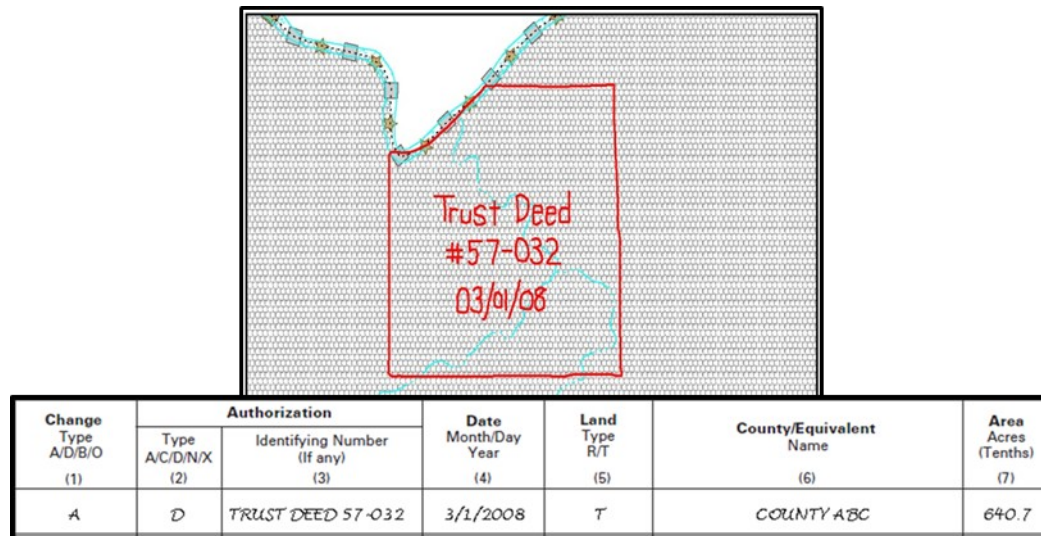 Trust Deed
#57-032
03/01/08
Change
Type
A/D/B/O
(1)
Authorization
Type
A/C/D/N/X
(2)
Identifying Number
(If any)
(3)
Date
Month/Day
Year
(4)
Land
Type
R/T
(5)
County/Equivalent
Name
(6)
Area
Acres
(Tenths)
(7)
A D TRUST DEED 57-032 3/1/2008 T COUNTY ABC 640.7